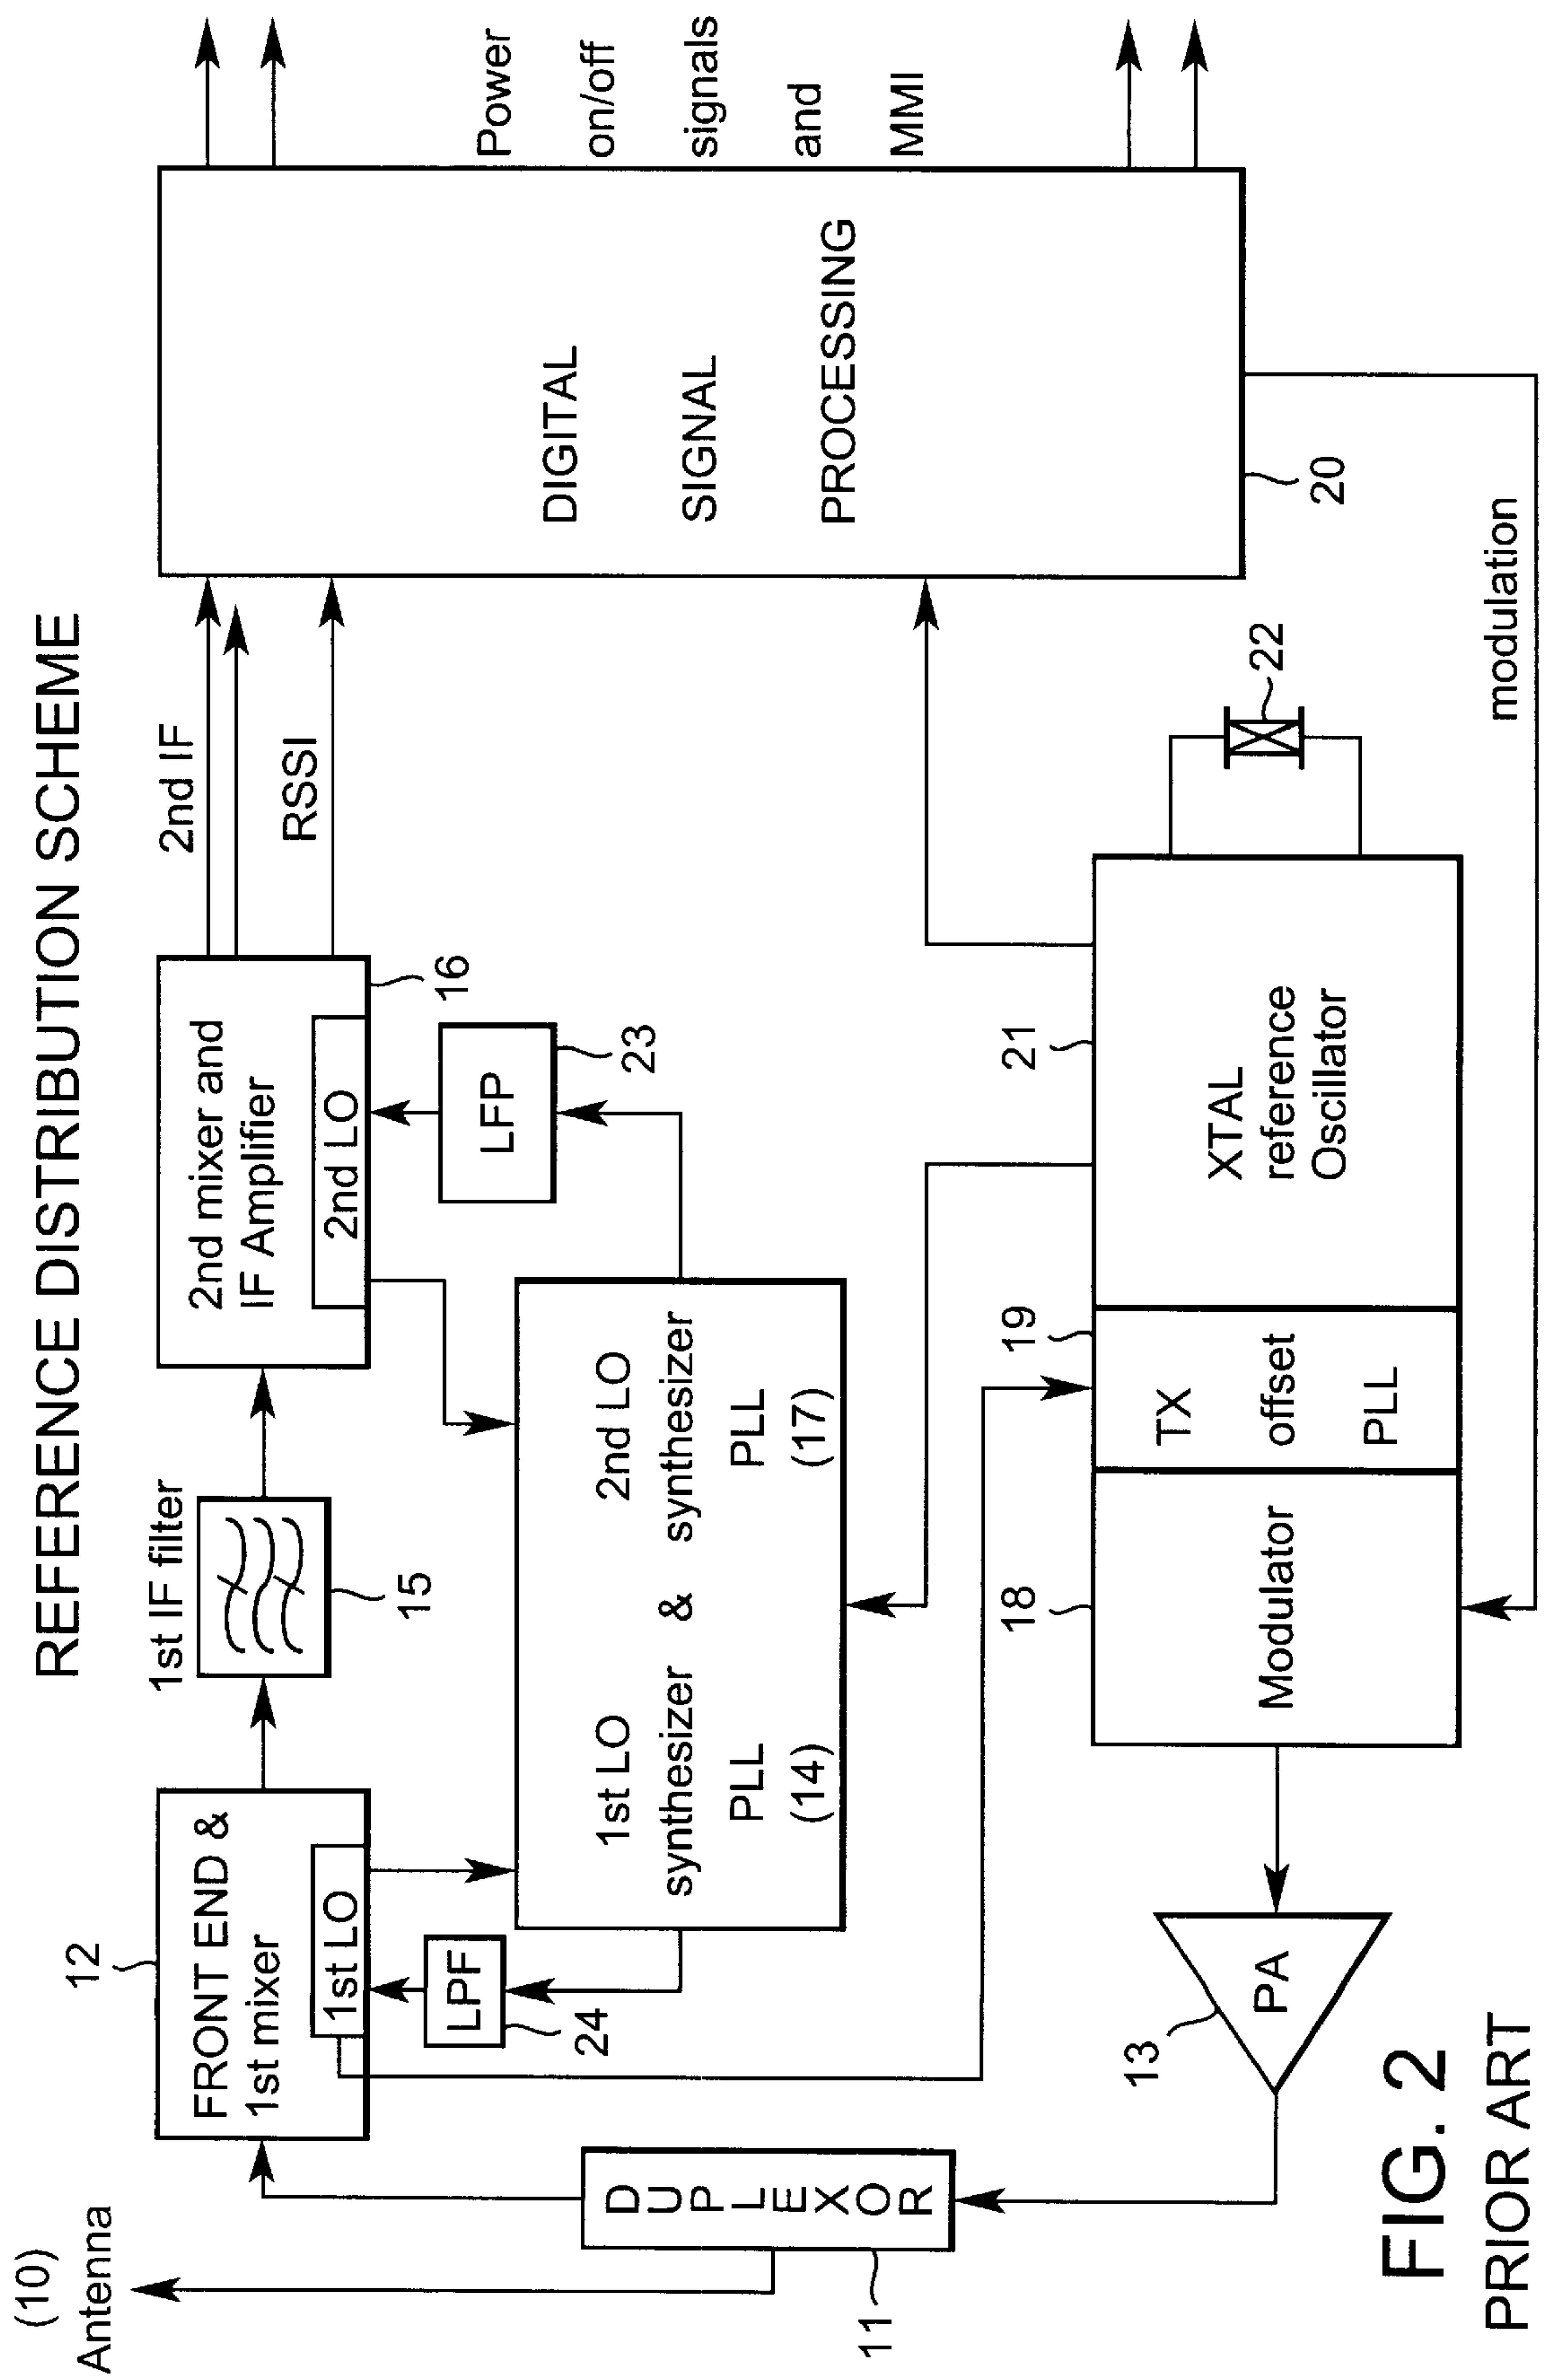 REFERENCE DISTRIBUTION SCHEME
(10)
Antenna
12
FRONT END &
1st mixer
1st LO
1st IF filter
15
2nd mixer and
IF Amplifier
2nd LO
16
2nd IF
RSSI
LPF
24
LFP
23
1st LO
synthesizer
PLL
(14)
&
2nd LO
synthesizer
PLL
(17)
DIGITAL
SIGNAL
PROCESSING
20
Power
on/off
signals
and
MMI
DUPLEXOR
11
13
PA
18
Modulator
19
TX
offset
PLL
21
XTAL
reference
Oscillator
22
modulation
FIG. 2
PRIOR ART